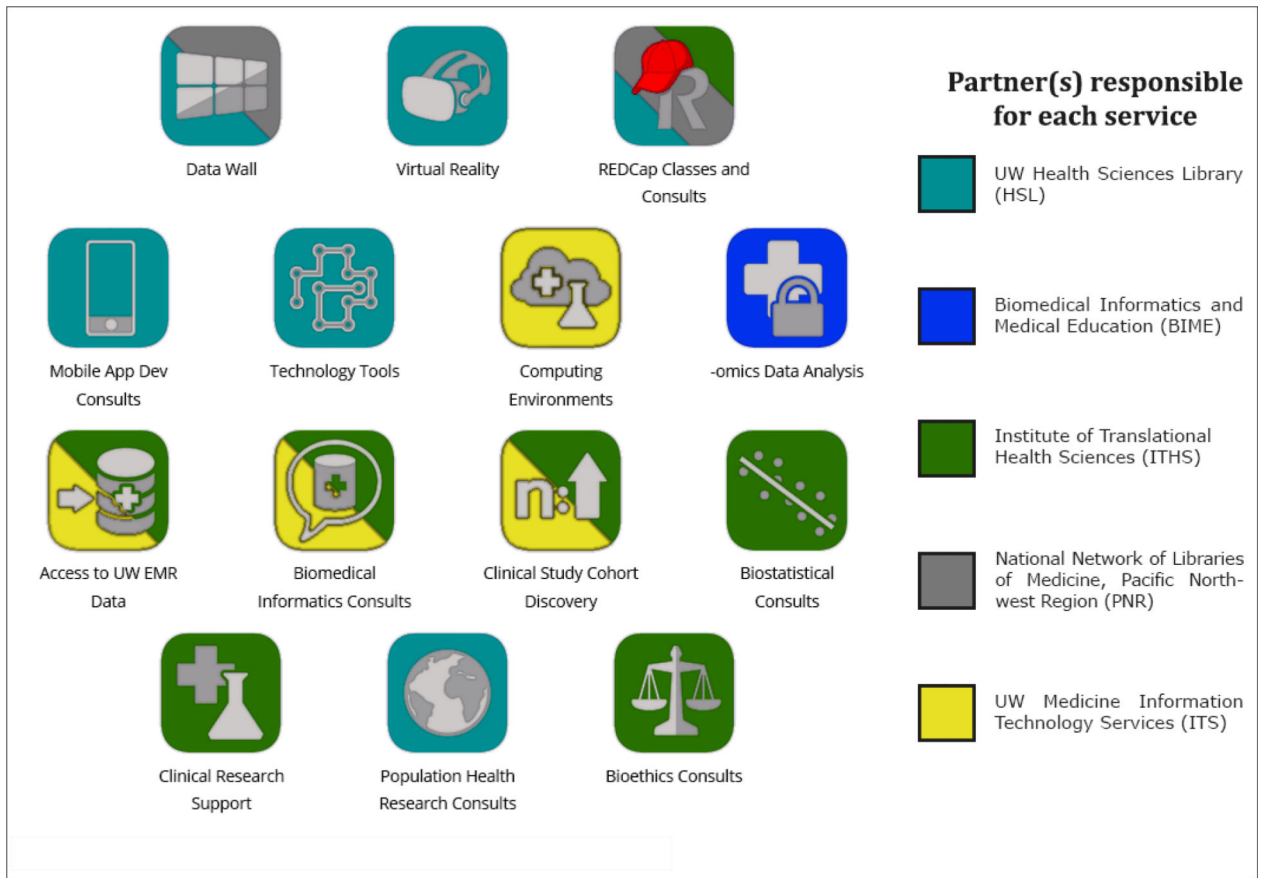 Partner(s) responsible
for each service
Data Wall
Virtual Reality
REDCap Classes and
Consults
R
UW Health Sciences Library
(HSL)
Mobile App Dev
Consults
Technology Tools
Computing
Environments
-omics Data Analysis
Biomedical Informatics and
Medical Education (BIME)
n:
Access to UW EMR
Data
Biomedical
Informatics Consults
Clinical Study Cohort
Discovery
Biostatistical
Consults
Institute of Translational
Health Sciences (ITHS)
National Network of Libraries
of Medicine, Pacific North-
west Region (PNR)
Clinical Research
Support
Population Health
Research Consults
Bioethics Consults
UW Medicine Information
Technology Services (ITS)